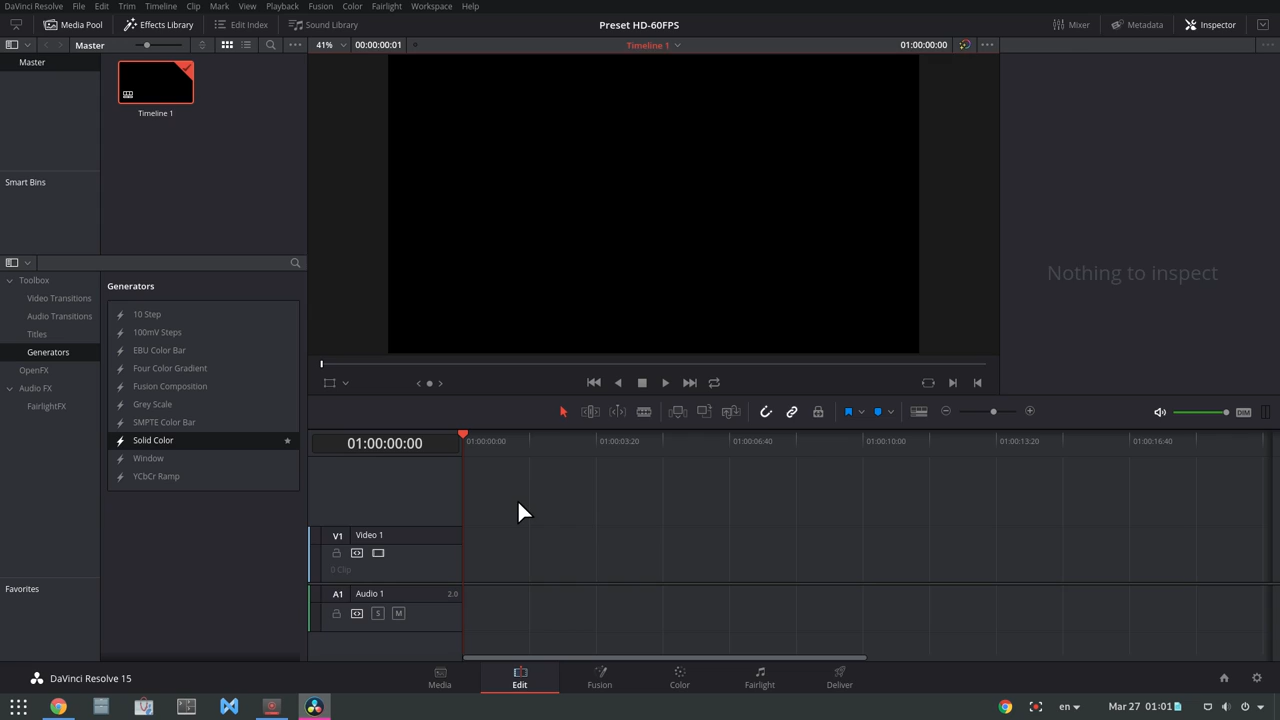 DaVinci Resolve File Edit Trim Timeline Clip Mark View Playback Fusion Color Fairlight Workspace Help
Media Pool Effects Library Edit Index Sound Library Preset HD-60FPS Mixer Metadata Inspector
Master 41% 00:00:00:01 Timeline 1 01:00:00:00
Master
Timeline 1
Smart Bins
Toolbox
Video Transitions
Audio Transitions
Titles
Generators
OpenFX
Audio FX
FairlightFX
Favorites
Generators
10 Step
100mV Steps
EBU Color Bar
Four Color Gradient
Fusion Composition
Grey Scale
SMPTE Color Bar
Solid Color
Window
YCbCr Ramp
Nothing to inspect
DIM
01:00:00:00 01:00:00:00 01:00:03:20 01:00:06:40 01:00:10:00 01:00:13:20 01:00:16:40
V1 Video 1
0 Clip
A1 Audio 1 2.0
S M
DaVinci Resolve 15 Media Edit Fusion Color Fairlight Deliver
en Mar 27 01:01